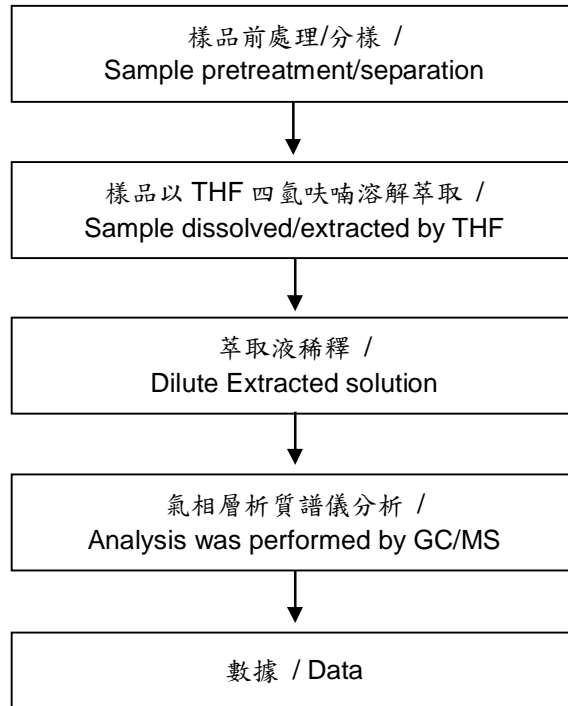 樣品前處理/分樣 /
Sample pretreatment/separation
樣品以 THF 四氫呋喃溶解萃取 /
Sample dissolved/extracted by THF
萃取液稀釋 /
Dilute Extracted solution
氣相層析質譜儀分析 /
Analysis was performed by GC/MS
數據 / Data